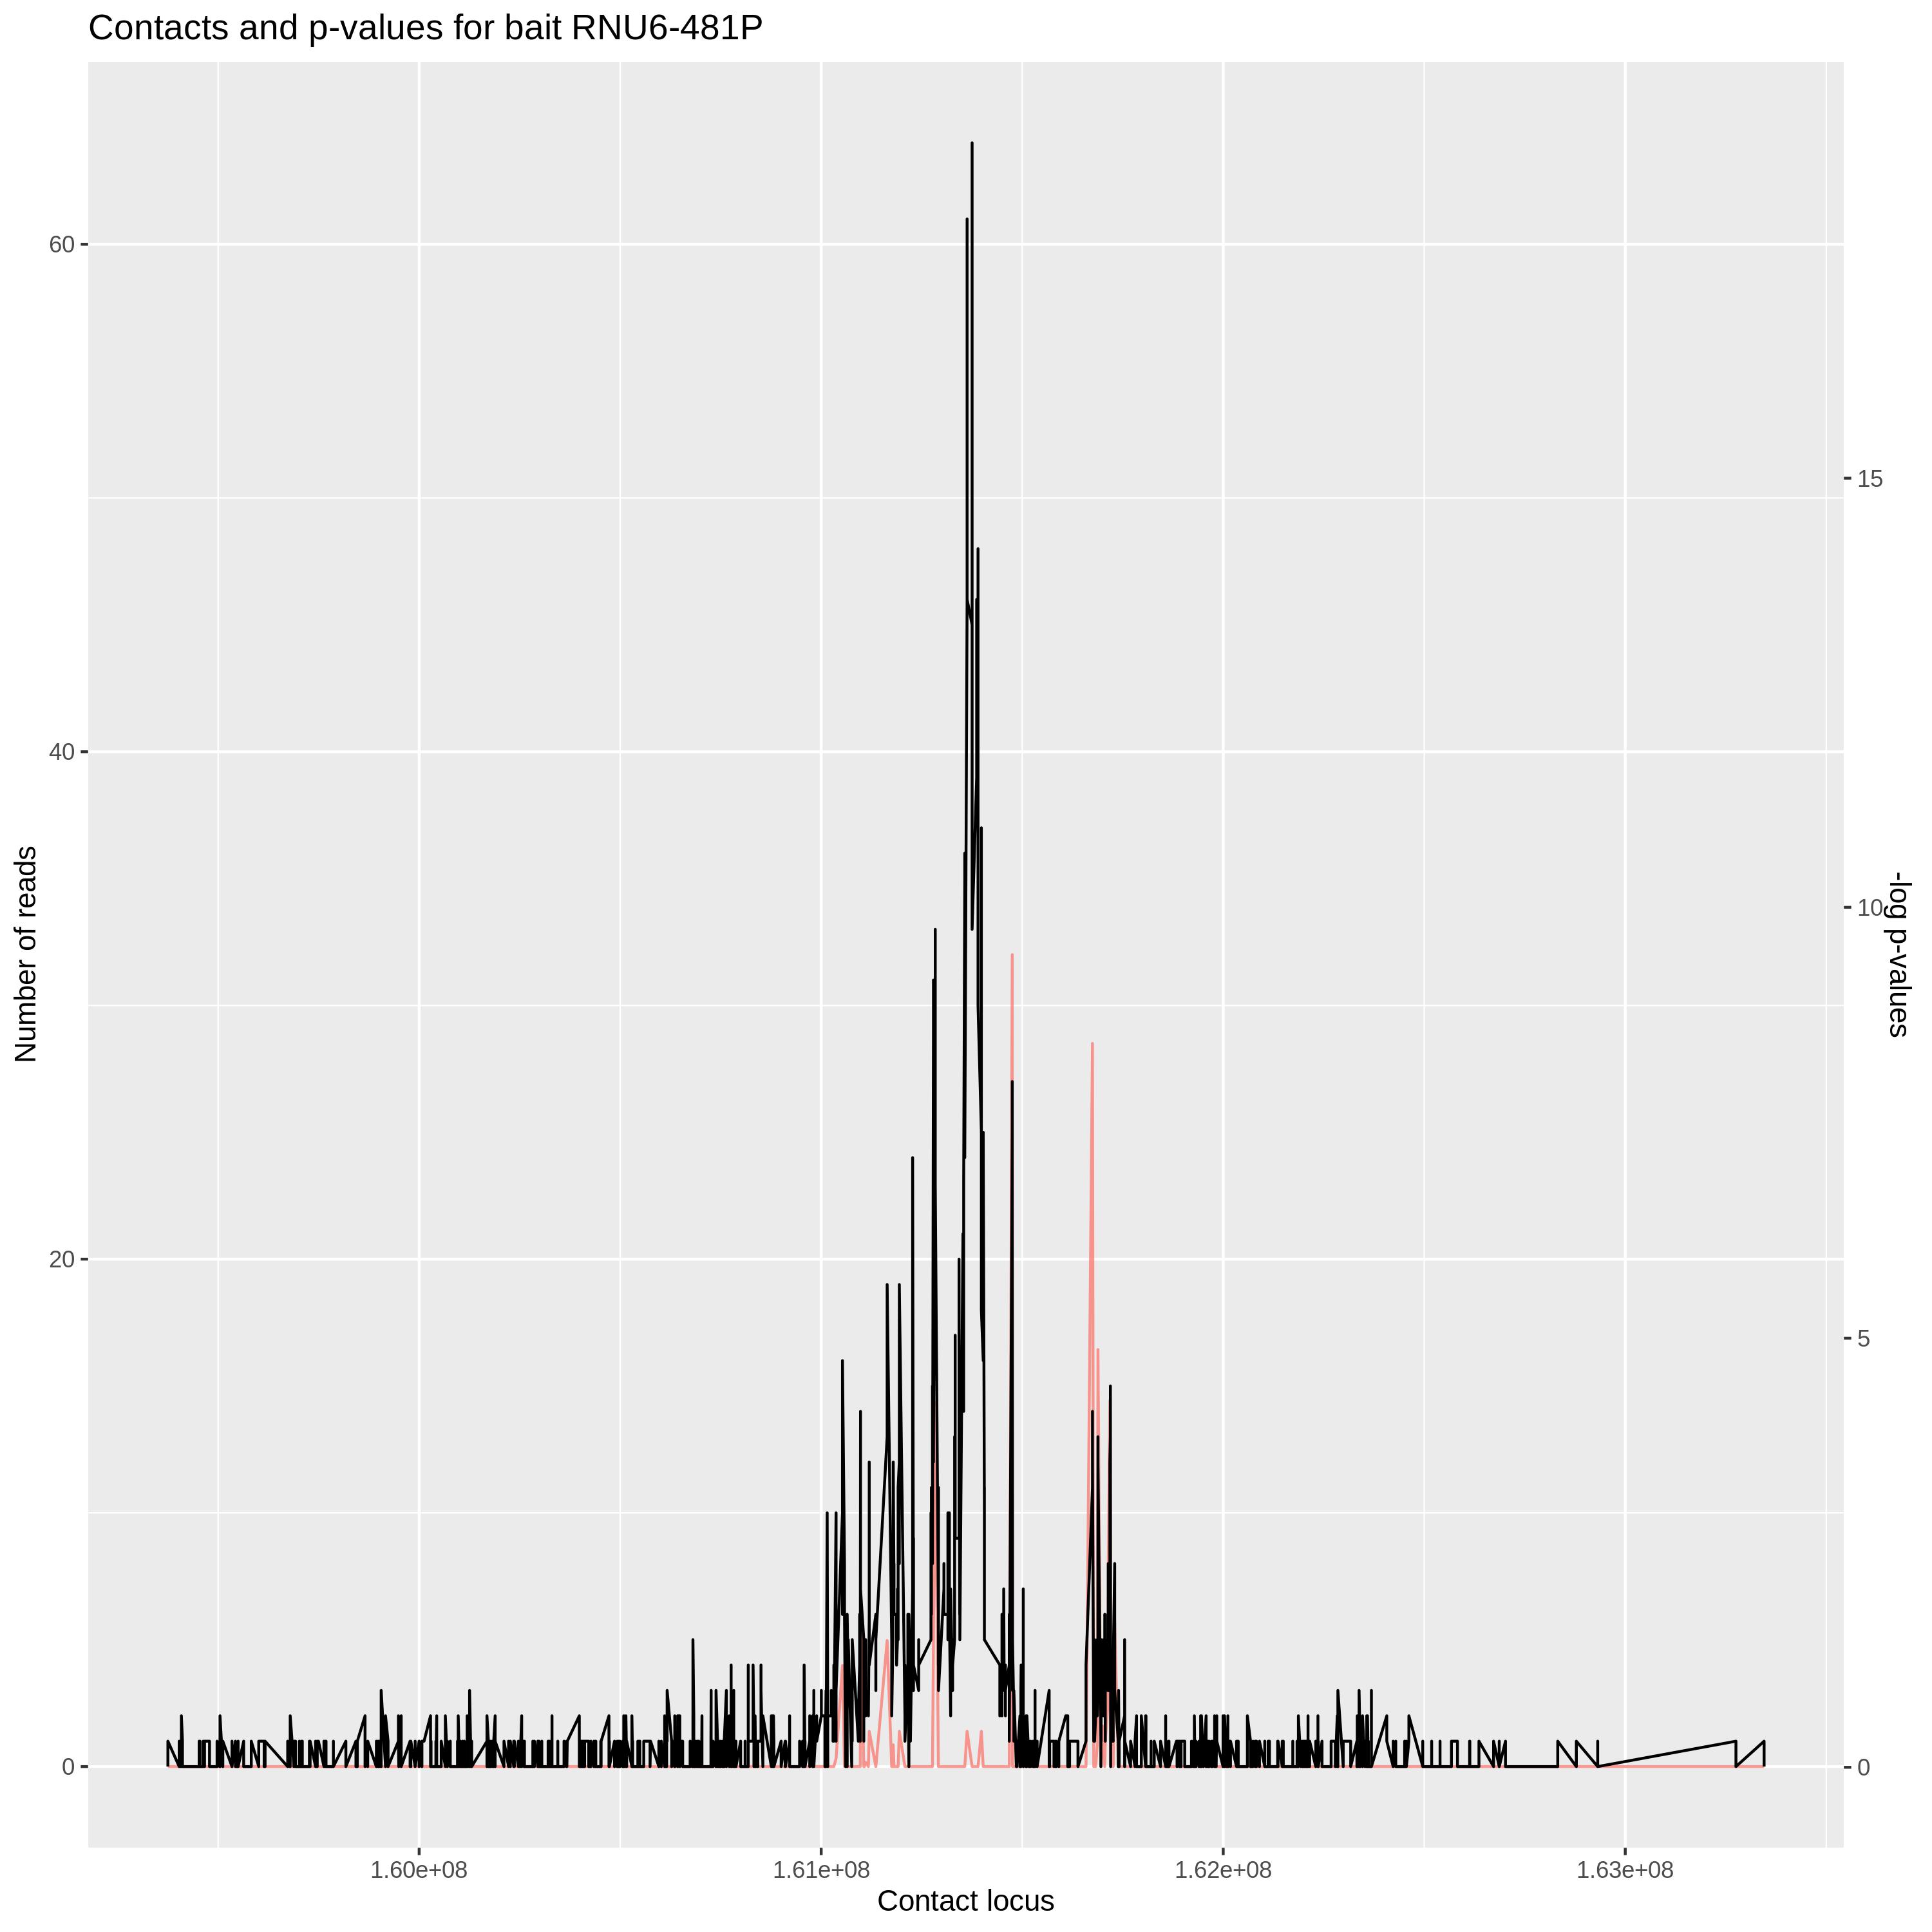 Contacts and p-values for bait RNU6-481P
60
40
20
0
Number of reads
15
10
5
0
-log p-values
1.60e+08
1.61e+08
1.62e+08
1.63e+08
Contact locus